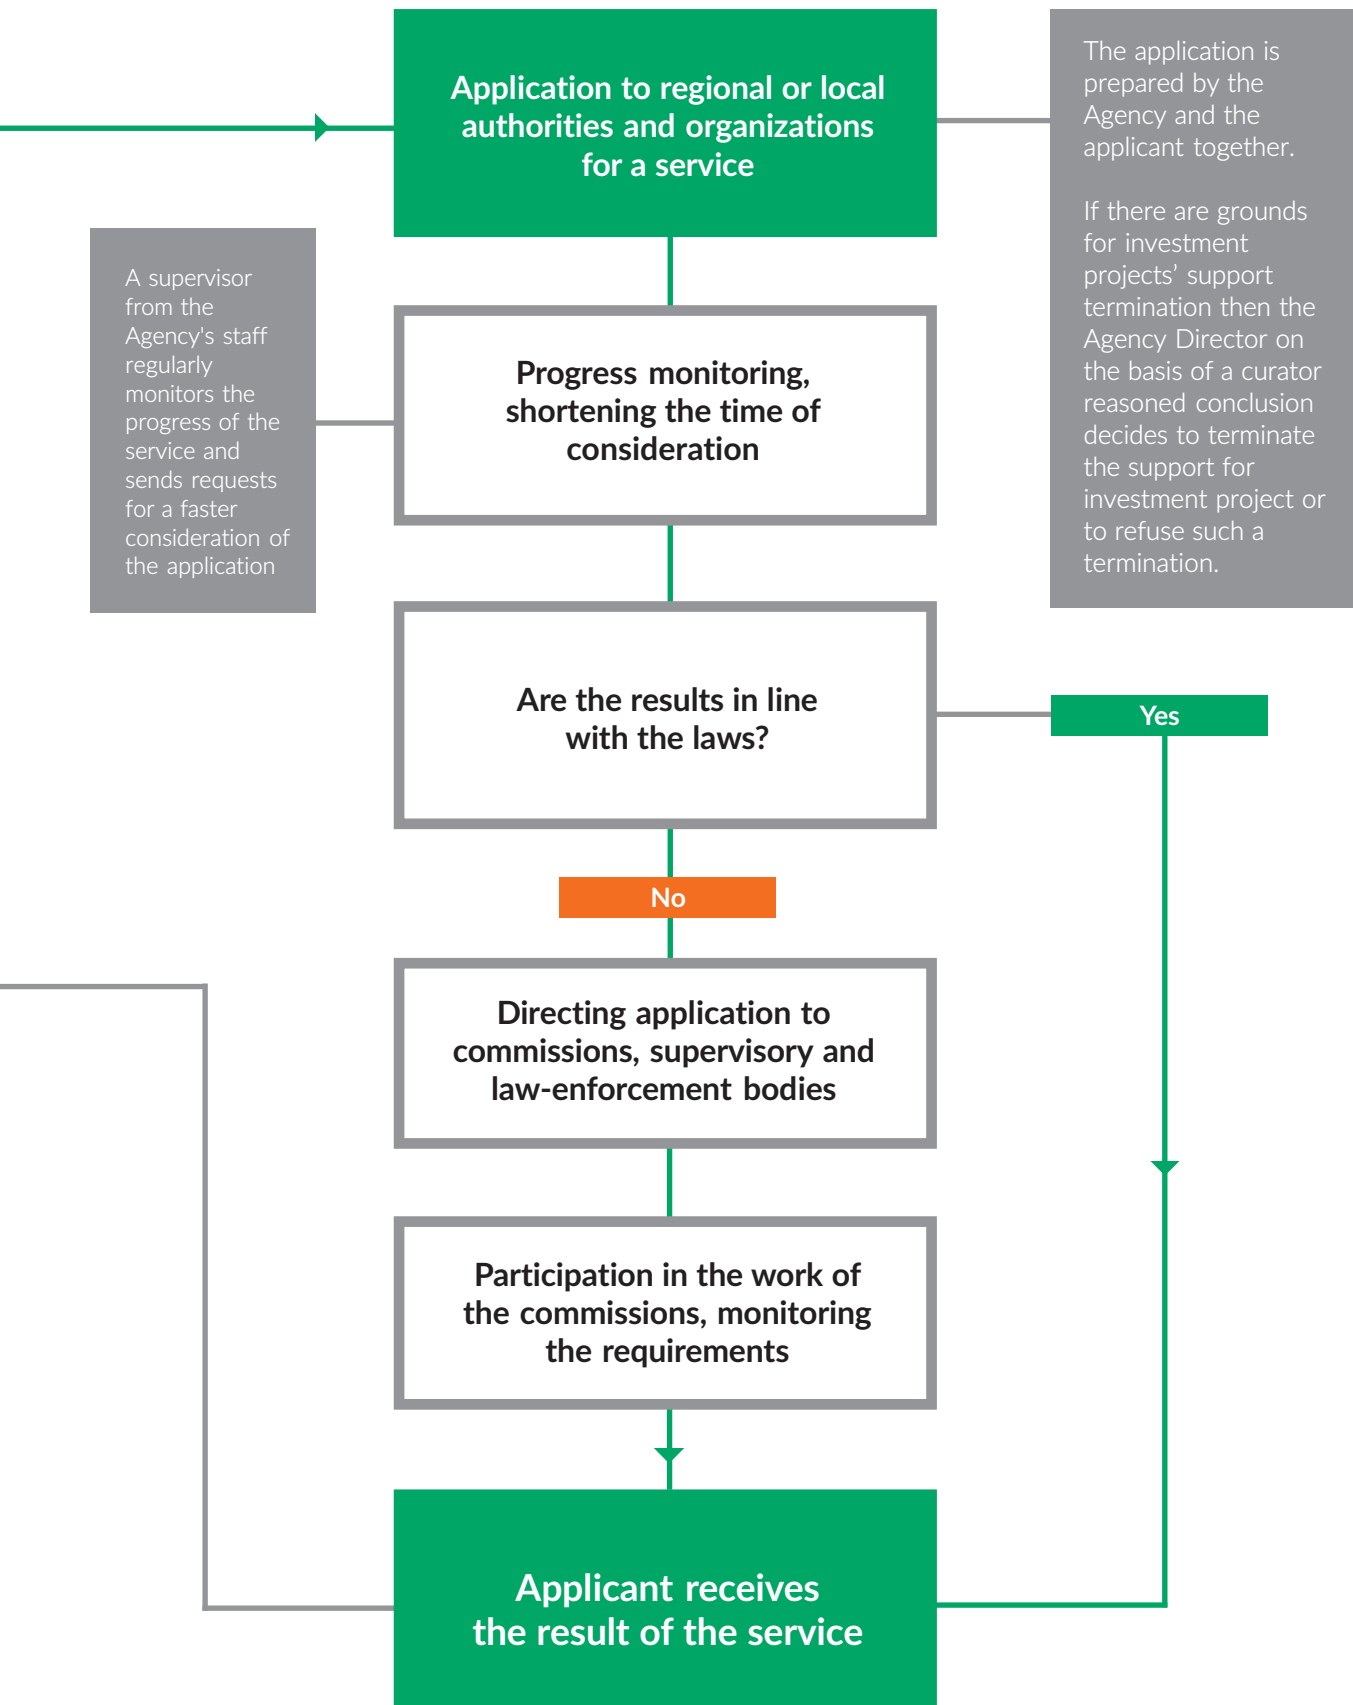 Application to regional or local
authorities and organizations
for a service
The application is
prepared by the
Agency and the
applicant together.
If there are grounds
for investment
projects’ support
termination then the
Agency Director on
the basis of a curator
reasoned conclusion
decides to terminate
the support for
investment project or
to refuse such a
termination.
A supervisor
from the
Agency's staff
regularly
monitors the
progress of the
service and
sends requests
for a faster
consideration of
the application
Progress monitoring,
shortening the time of
consideration
Are the results in line
with the laws?
Yes
No
Directing application to
commissions, supervisory and
law-enforcement bodies
Participation in the work of
the commissions, monitoring
the requirements
Applicant receives
the result of the service